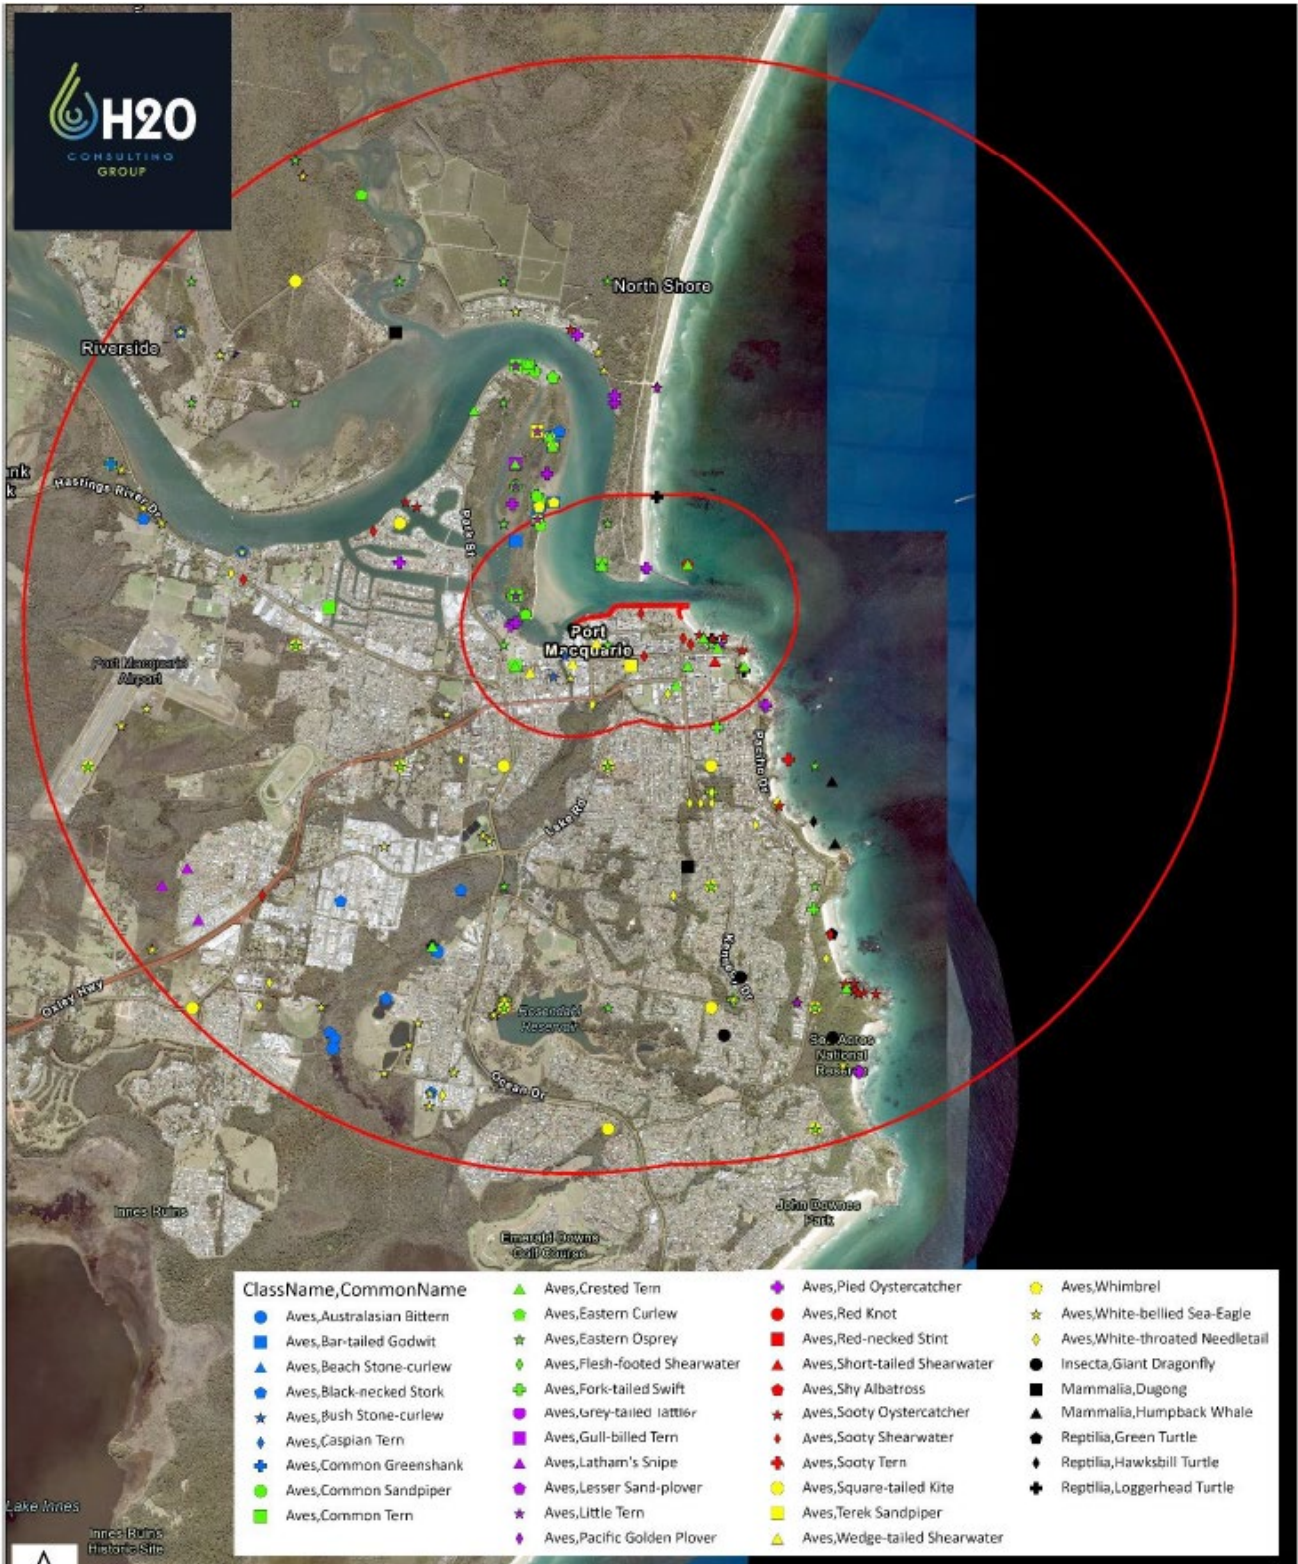 H2O
CONSULTING
GROUP
North Shore
Riverside
Hastings River Dr
Park St
Port
Macquarie
Port Macquarie
Airport
Pacific Dr
Lake Rd
Kennedy Dr
Oxley Hwy
Reservoir
Sea Acres
National
Reserve
Ocean Dr
Innes Ruins
John Downes
Park
Emerald Downs
Golf Course
Lake Innes
Innes Ruins
Historic Site
ClassName,CommonName
Aves,Australasian Bittern
Aves,Bar-tailed Godwit
Aves,Beach Stone-curlew
Aves,Black-necked Stork
Aves,Bush Stone-curlew
Aves,Caspian Tern
Aves,Common Greenshank
Aves,Common Sandpiper
Aves,Common Tern
Aves,Crested Tern
Aves,Eastern Curlew
Aves,Eastern Osprey
Aves,Flesh-footed Shearwater
Aves,Fork-tailed Swift
Aves,Grey-tailed Tattler
Aves,Gull-billed Tern
Aves,Latham's Snipe
Aves,Lesser Sand-plover
Aves,Little Tern
Aves,Pacific Golden Plover
Aves,Pied Oystercatcher
Aves,Red Knot
Aves,Red-necked Stint
Aves,Short-tailed Shearwater
Aves,Shy Albatross
Aves,Sooty Oystercatcher
Aves,Sooty Shearwater
Aves,Sooty Tern
Aves,Square-tailed Kite
Aves,Terek Sandpiper
Aves,Wedge-tailed Shearwater
Aves,Whimbrel
Aves,White-bellied Sea-Eagle
Aves,White-throated Needletail
Insecta,Giant Dragonfly
Mammalia,Dugong
Mammalia,Humpback Whale
Reptilia,Green Turtle
Reptilia,Hawksbill Turtle
Reptilia,Loggerhead Turtle